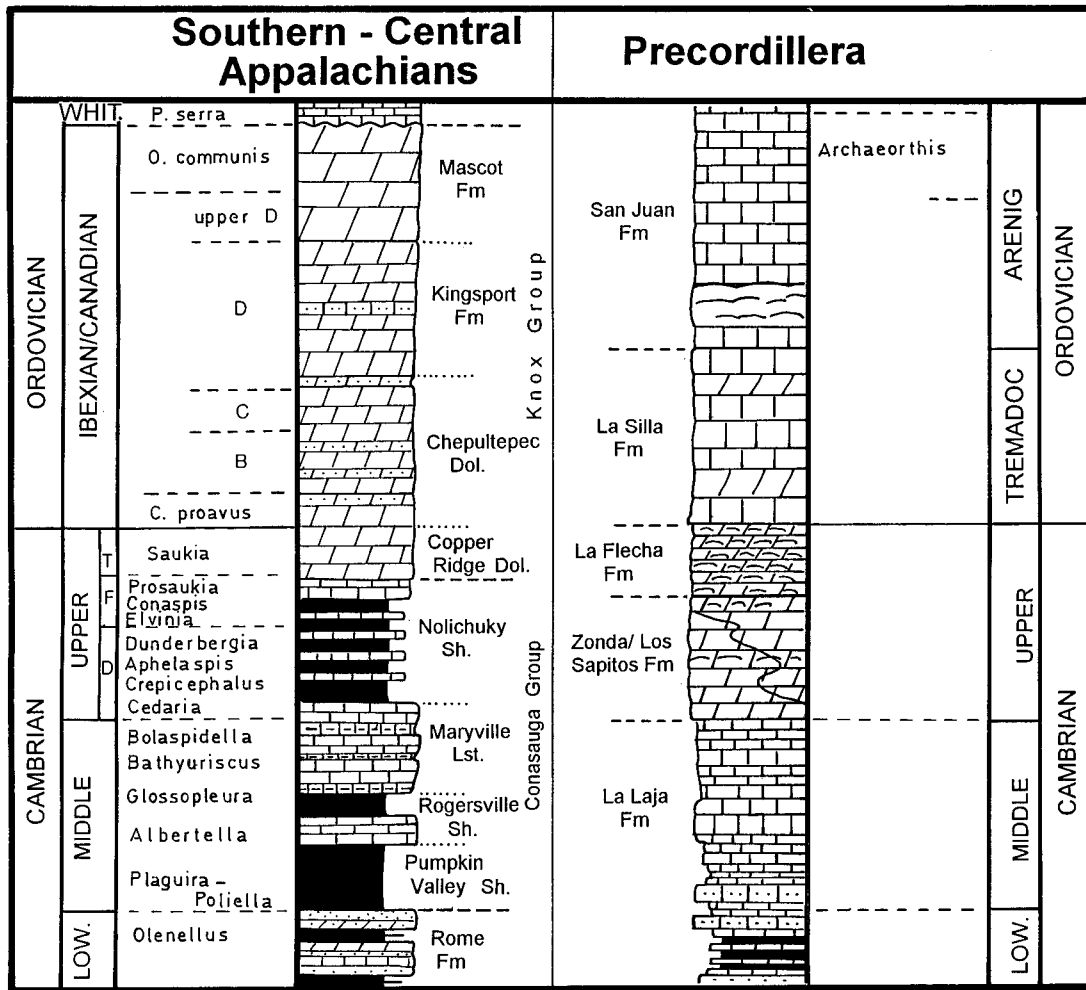 Southern - Central
Appalachians
Precordillera
WHIT.
ORDOVICIAN
IBEXIAN/CANADIAN
CAMBRIAN
UPPER
T
F
D
MIDDLE
LOW.
P. serra
O. communis
upper D
D
C
B
C. proavus
Saukia
Prosaukia
Conaspis
Elvinia
Dunderbergia
Aphelaspis
Crepicephalus
Cedaria
Bolaspidella
Bathyuriscus
Glossopleura
Albertella
Plaguira-
Poliella
Olenellus
Mascot
Fm
Kingsport
Fm
Chepultepec
Dol.
Copper
Ridge Dol.
Nolichuky
Sh.
Maryville
Lst.
Rogersville
Sh.
Pumpkin
Valley Sh.
Rome
Fm
Knox Group
Conasauga Group
San Juan
Fm
La Silla
Fm
La Flecha
Fm
Zonda/ Los
Sapitos Fm
La Laja
Fm
Archaeorthis
ARENIG
TREMADOC
UPPER
MIDDLE
LOW.
ORDOVICIAN
CAMBRIAN